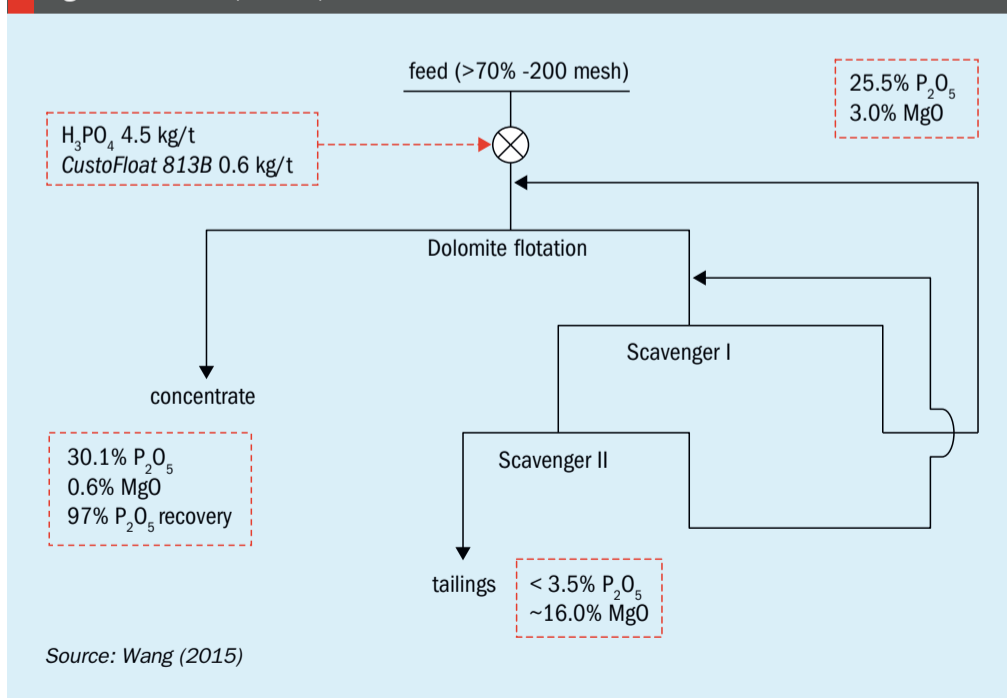 feed (>70% -200 mesh)
25.5% P₂O₅
3.0% MgO
H₃PO₄ 4.5 kg/t
CustoFloat 813B 0.6 kg/t
Dolomite flotation
Scavenger I
concentrate
30.1% P₂O₅
0.6% MgO
97% P₂O₅ recovery
Scavenger II
tailings
< 3.5% P₂O₅
~16.0% MgO
Source: Wang (2015)